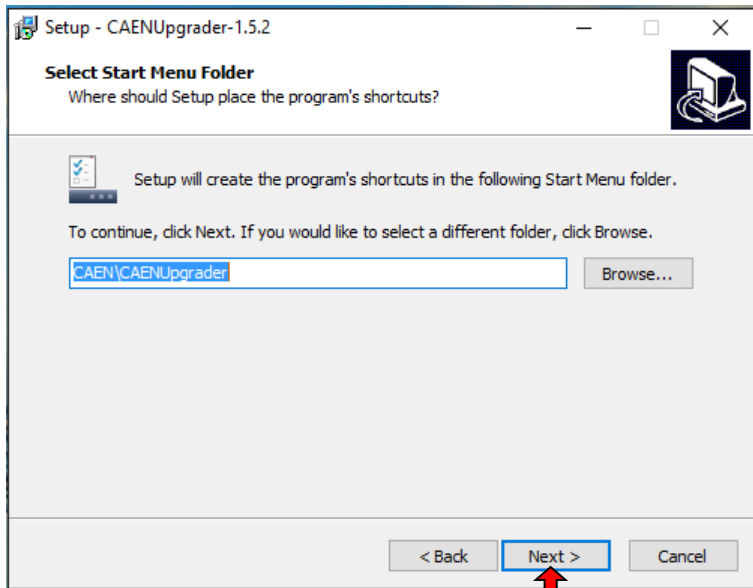 Setup - CAENUpgrader-1.5.2
Select Start Menu Folder
Where should Setup place the program's shortcuts?
Setup will create the program's shortcuts in the following Start Menu folder.
To continue, click Next. If you would like to select a different folder, click Browse.
CAEN\CAENUpgrader
Browse...
< Back
Next >
Cancel